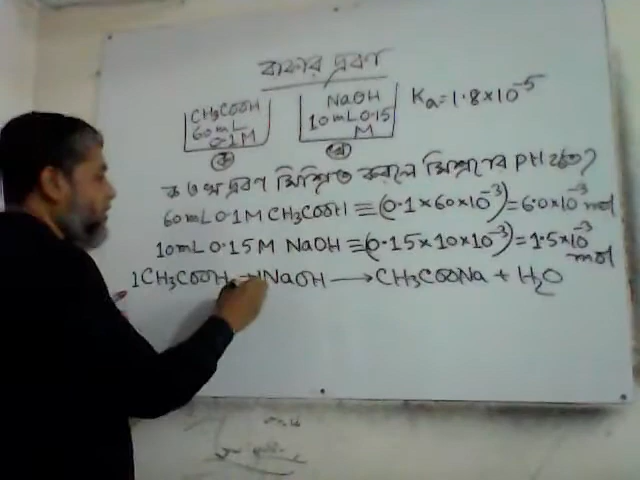 বাফার দ্রবণ
CH₃COOH
60mL
0.1M
ক
NaOH
10mL 0.15
M
খ
Ka=1.8×10⁻⁵
ক ও খ দ্রবণ মিশ্রিত করলে মিশ্রণের pH কত?
60mL 0.1M CH₃COOH ≡(0.1×60×10⁻³)=6.0×10⁻³ mol
10mL 0.15M NaOH ≡(0.15×10×10⁻³)=1.5×10⁻³
mol
1CH₃COOH + 1NaOH ⟶ CH₃COONa + H₂O